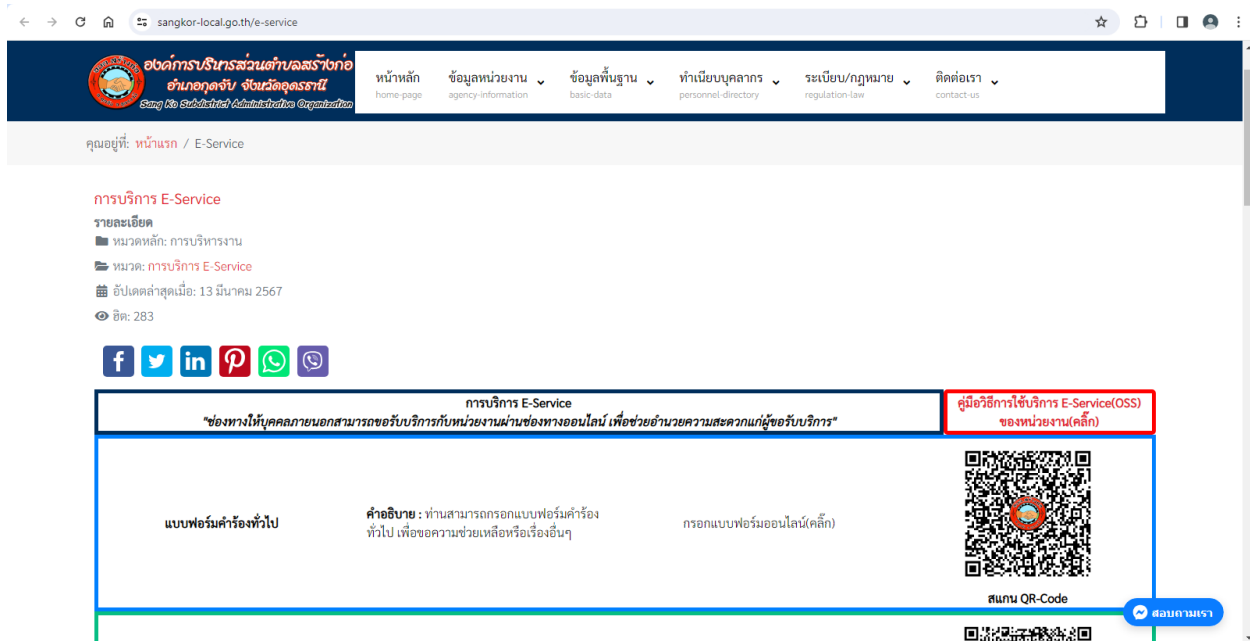 sangkor-local.go.th/e-service
องค์การบริหารส่วนตำบลสร้างก่อ
อำเภอกุดจับ จังหวัดอุดรธานี
Sang Ko Subdistrict Administrative Organization
หน้าหลัก
home-page
ข้อมูลหน่วยงาน
agency-information
ข้อมูลพื้นฐาน
basic-data
ทำเนียบบุคลากร
personnel-directory
ระเบียบ/กฎหมาย
regulation-law
ติดต่อเรา
contact-us
คุณอยู่ที่: หน้าแรก / E-Service
การบริการ E-Service
รายละเอียด
หมวดหลัก: การบริหารงาน
หมวด: การบริการ E-Service
อัปเดตล่าสุดเมื่อ: 13 มีนาคม 2567
ฮิต: 283
การบริการ E-Service
"ช่องทางให้บุคคลภายนอกสามารถขอรับบริการกับหน่วยงานผ่านช่องทางออนไลน์ เพื่อช่วยอำนวยความสะดวกแก่ผู้ขอรับบริการ"
คู่มือวิธีการใช้บริการ E-Service(OSS)
ของหน่วยงาน(คลิ๊ก)
แบบฟอร์มคำร้องทั่วไป
คำอธิบาย : ท่านสามารถกรอกแบบฟอร์มคำร้อง
ทั่วไป เพื่อขอความช่วยเหลือหรือเรื่องอื่นๆ
กรอกแบบฟอร์มออนไลน์(คลิ๊ก)
สแกน QR-Code
สอบถามเรา